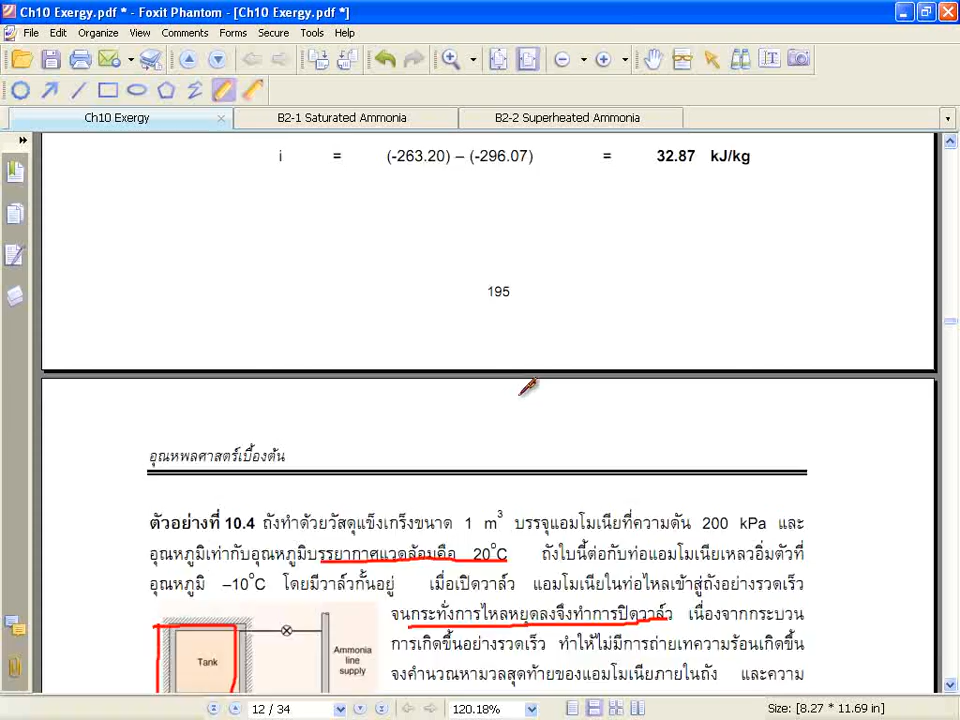 Ch10 Exergy.pdf * - Foxit Phantom - [Ch10 Exergy.pdf *]
File Edit Organize View Comments Forms Secure Tools Help
Ch10 Exergy
B2-1 Saturated Ammonia
B2-2 Superheated Ammonia
i = (-263.20) – (-296.07) = 32.87 kJ/kg
195
อุณหพลศาสตร์เบื้องต้น
ตัวอย่างที่ 10.4 ถังทำด้วยวัสดุแข็งเกร็งขนาด 1 m³ บรรจุแอมโมเนียที่ความดัน 200 kPa และ
อุณหภูมิเท่ากับอุณหภูมิบรรยากาศแวดล้อมคือ 20°C ถังใบนี้ต่อกับท่อแอมโมเนียเหลวอิ่มตัวที่
อุณหภูมิ –10°C โดยมีวาล์วกั้นอยู่ เมื่อเปิดวาล์ว แอมโมเนียในท่อไหลเข้าสู่ถังอย่างรวดเร็ว
จนกระทั่งการไหลหยุดลงจึงทำการปิดวาล์ว เนื่องจากกระบวน
การเกิดขึ้นอย่างรวดเร็ว ทำให้ไม่มีการถ่ายเทความร้อนเกิดขึ้น
จงคำนวณหามวลสุดท้ายของแอมโมเนียภายในถัง และความ
Tank
Ammonia
line
supply
12 / 34
120.18%
Size: [8.27 * 11.69 in]